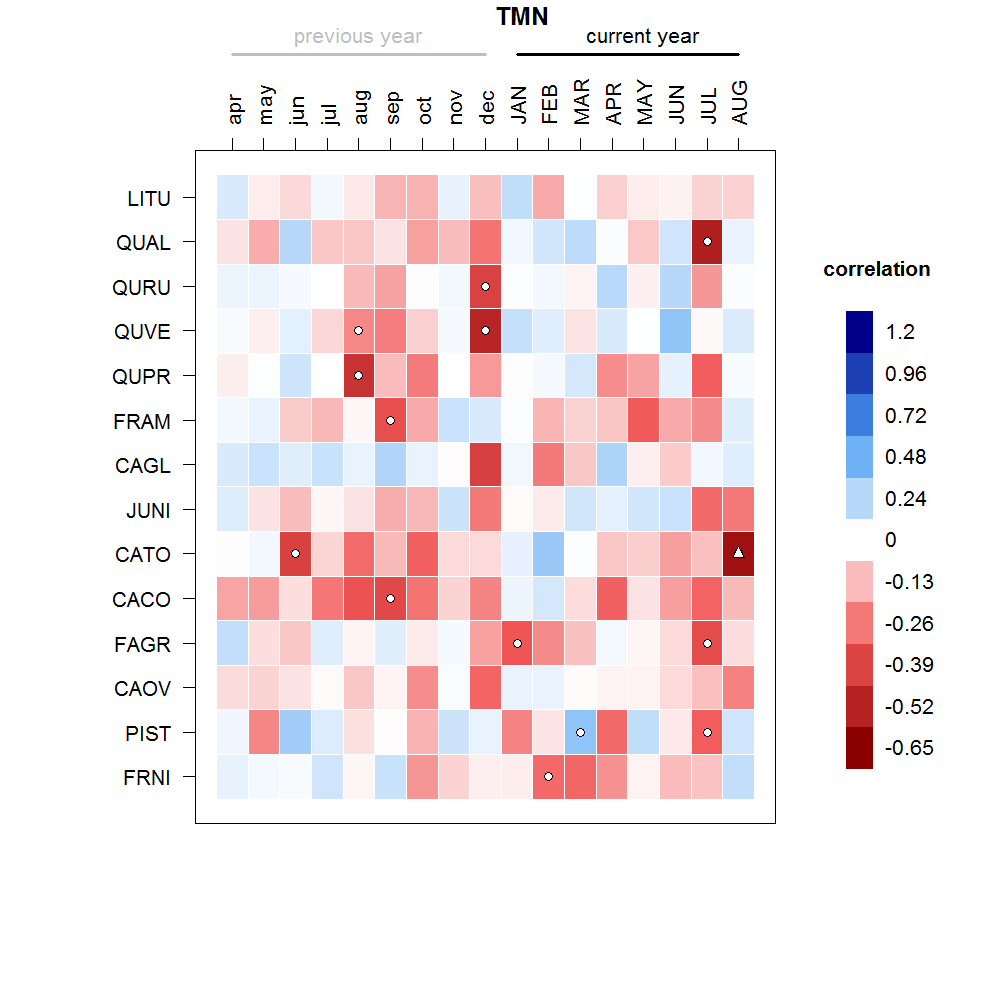 TMN
previous year current year
apr may jun jul aug sep oct nov dec JAN FEB MAR APR MAY JUN JUL AUG
LITU
QUAL
QURU
QUVE
QUPR
FRAM
CAGL
JUNI
CATO
CACO
FAGR
CAOV
PIST
FRNI
correlation
1.2
0.96
0.72
0.48
0.24
0
-0.13
-0.26
-0.39
-0.52
-0.65